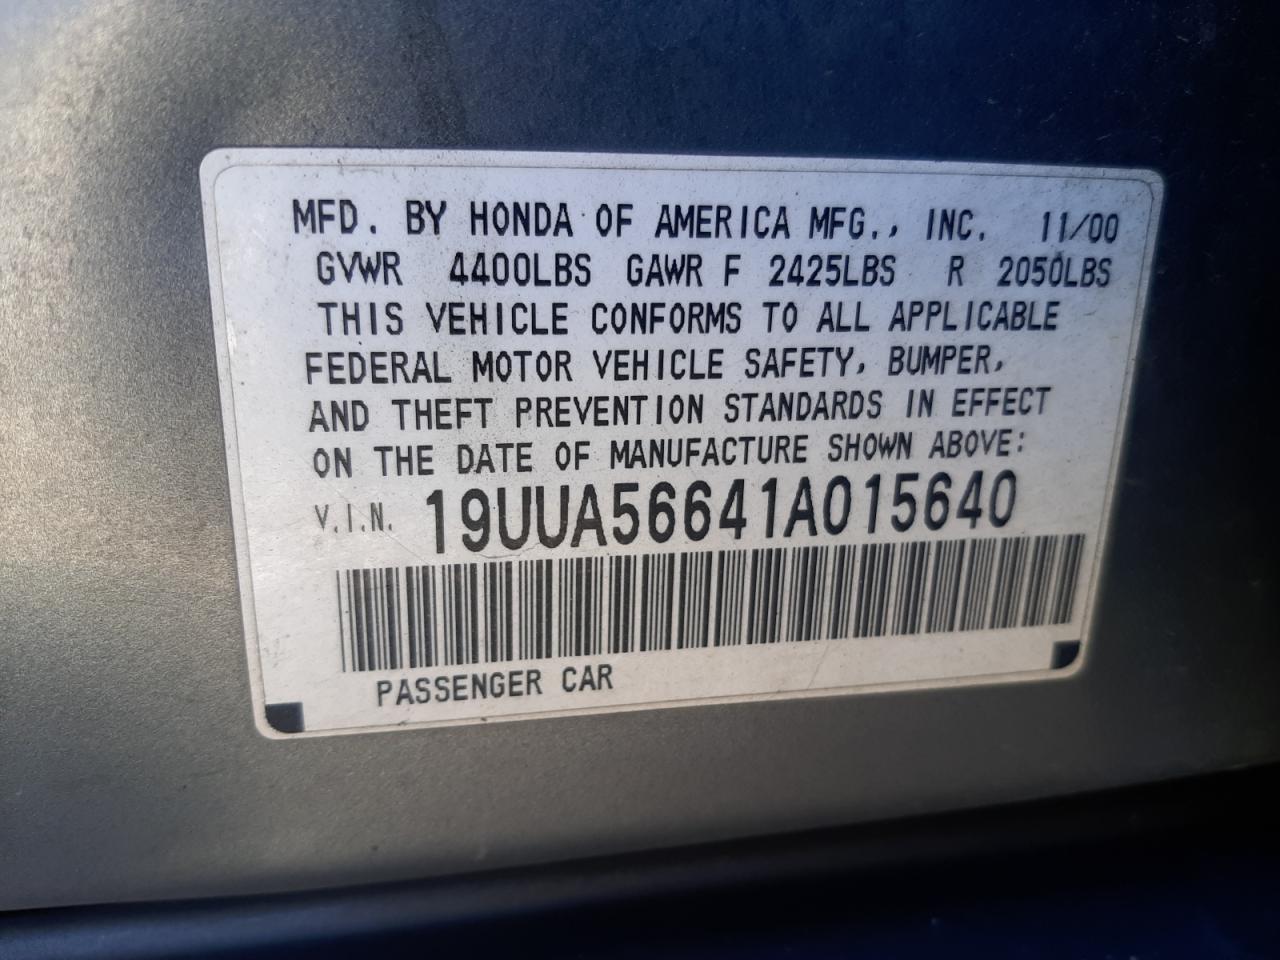 MFD. BY HONDA OF AMERICA MFG., INC. 11/00
GVWR 4400LBS GAWR F 2425LBS R 2050LBS
THIS VEHICLE CONFORMS TO ALL APPLICABLE
FEDERAL MOTOR VEHICLE SAFETY, BUMPER,
AND THEFT PREVENTION STANDARDS IN EFFECT
ON THE DATE OF MANUFACTURE SHOWN ABOVE:
V.I.N. 19UUA56641A015640
PASSENGER CAR